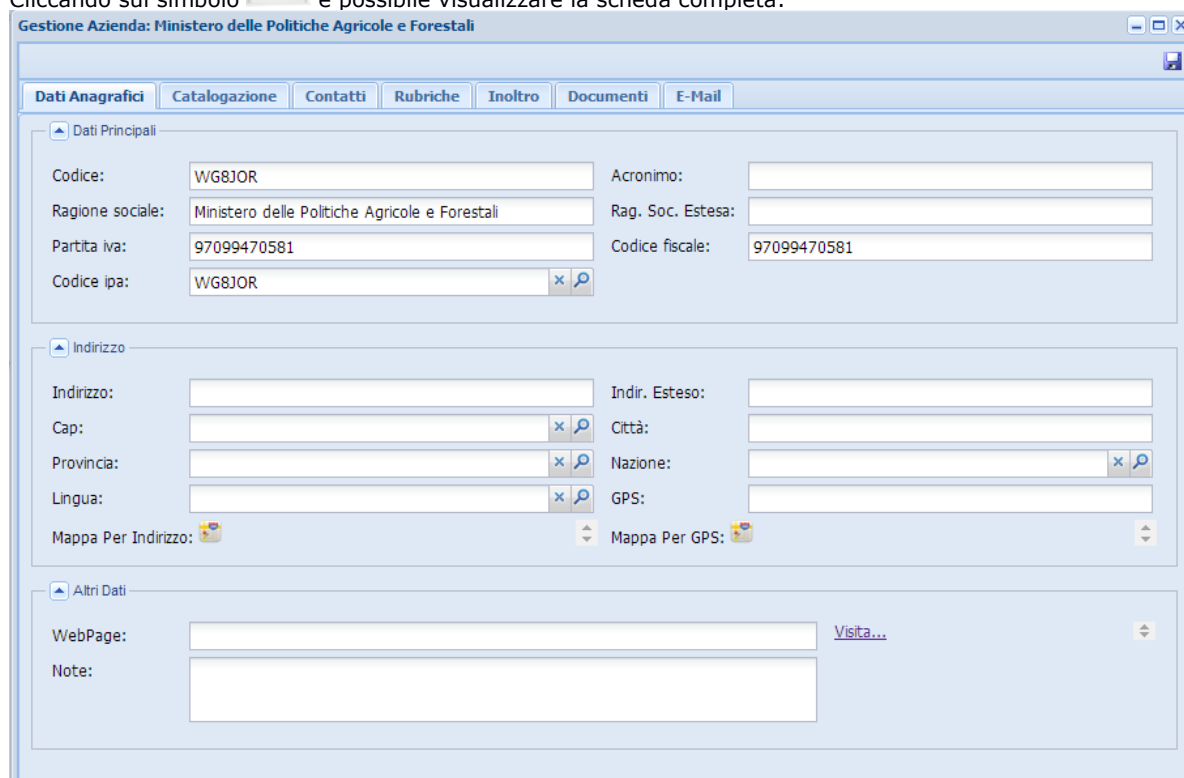 Cliccando sul simbolo è possibile visualizzare la scheda completa:
Gestione Azienda: Ministero delle Politiche Agricole e Forestali
Dati Anagrafici Catalogazione Contatti Rubriche Inoltro Documenti E-Mail
Dati Principali
Codice: WG8JOR Acronimo:
Ragione sociale: Ministero delle Politiche Agricole e Forestali Rag. Soc. Estesa:
Partita iva: 97099470581 Codice fiscale: 97099470581
Codice ipa: WG8JOR
Indirizzo
Indirizzo: Indir. Esteso:
Cap: Città:
Provincia: Nazione:
Lingua: GPS:
Mappa Per Indirizzo: Mappa Per GPS:
Altri Dati
WebPage: Visita...
Note: